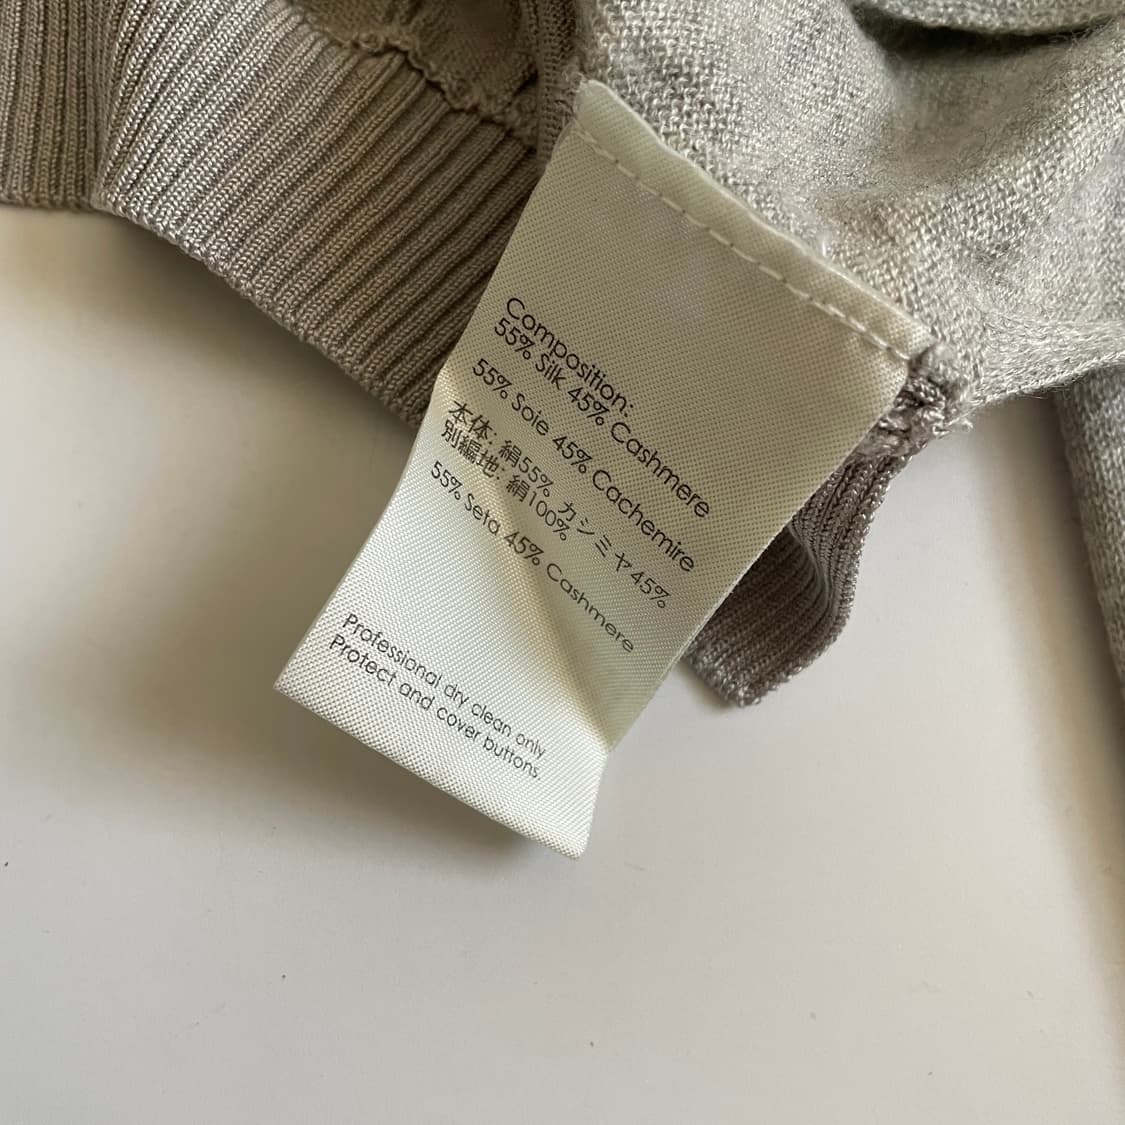 Composition:
55% Silk 45% Cashmere
55% Soie 45% Cachemire
本体: 絹55% カシミヤ45%
別編地: 絹100%
55% Seta 45% Cashmere
Professional dry clean only
Protect and cover buttons.